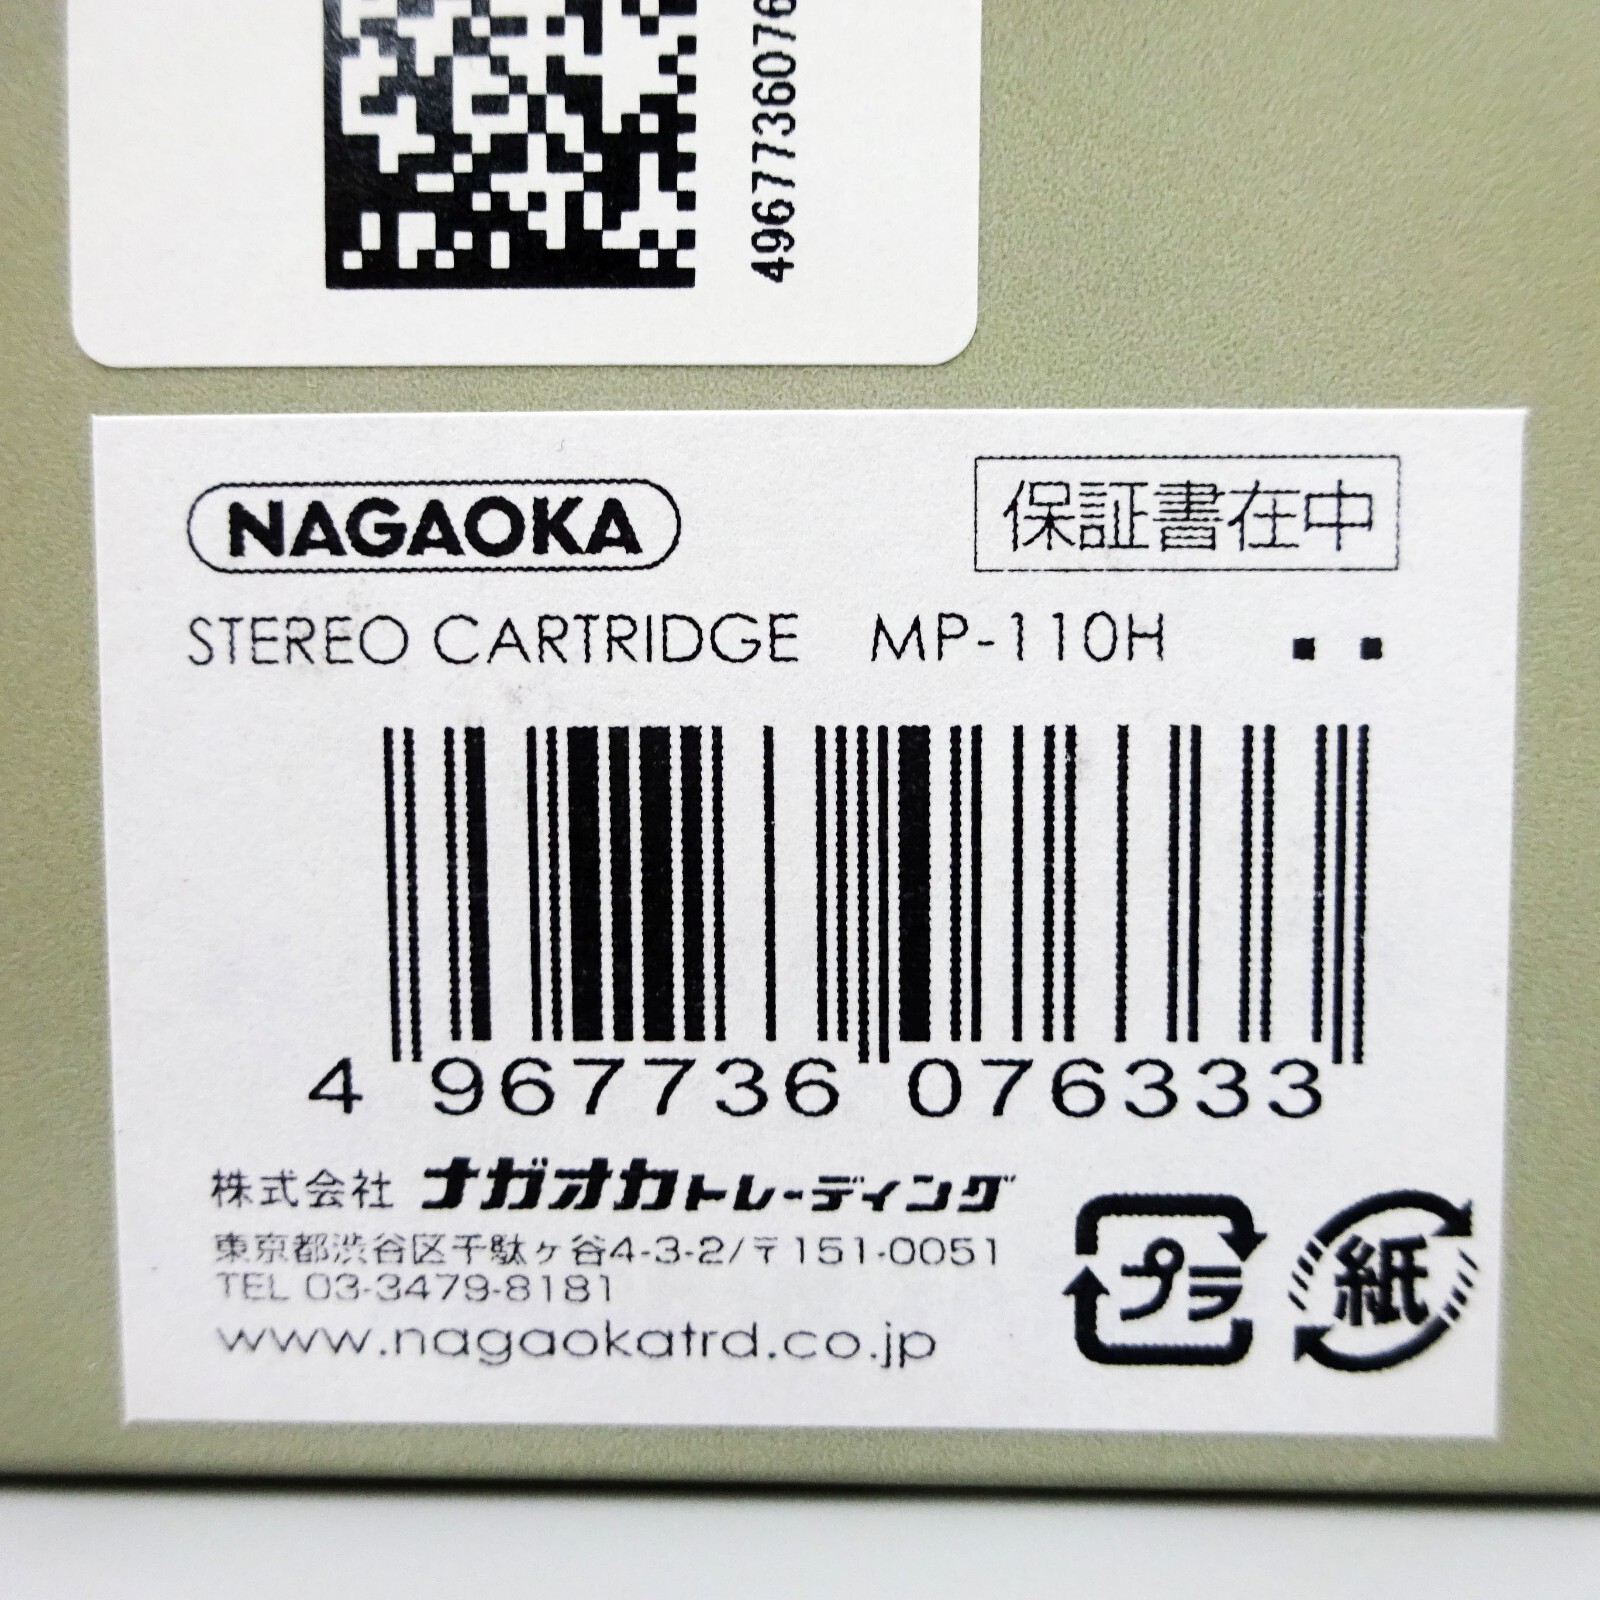 4967736076
NAGAOKA
保証書在中
STEREO CARTRIDGE MP-110H
4 967736 076333
株式会社 ナガオカトレーディング
東京都渋谷区千駄ヶ谷4-3-2/〒151-0051
TEL 03-3479-8181
www.nagaokatrd.co.jp
プラ
紙